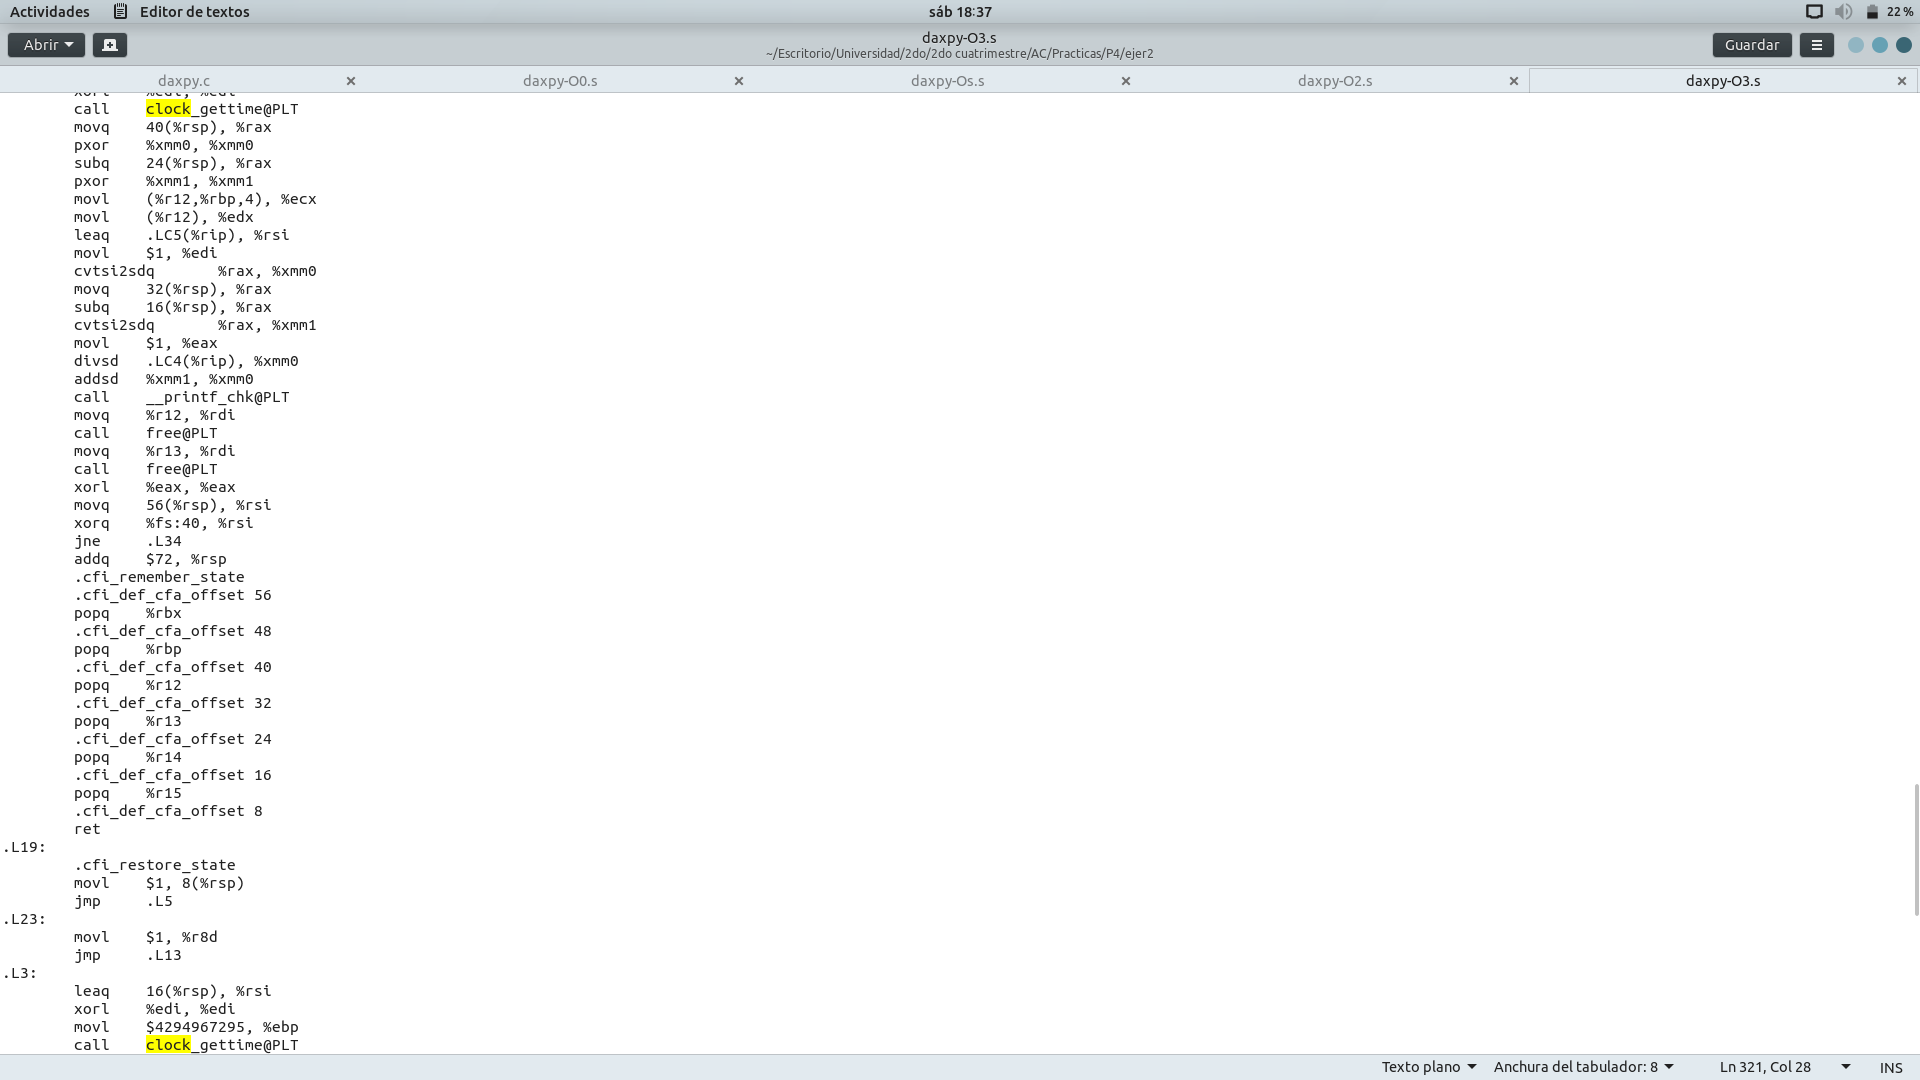 Actividades Editor de textos sáb 18:37 22 %
Abrir daxpy-O3.s Guardar
~/Escritorio/Universidad/2do/2do cuatrimestre/AC/Practicas/P4/ejer2
daxpy.c daxpy-O0.s daxpy-Os.s daxpy-O2.s daxpy-O3.s
xorl %edi, %edi
call clock_gettime@PLT
movq 40(%rsp), %rax
pxor %xmm0, %xmm0
subq 24(%rsp), %rax
pxor %xmm1, %xmm1
movl (%r12,%rbp,4), %ecx
movl (%r12), %edx
leaq .LC5(%rip), %rsi
movl $1, %edi
cvtsi2sdq %rax, %xmm0
movq 32(%rsp), %rax
subq 16(%rsp), %rax
cvtsi2sdq %rax, %xmm1
movl $1, %eax
divsd .LC4(%rip), %xmm0
addsd %xmm1, %xmm0
call __printf_chk@PLT
movq %r12, %rdi
call free@PLT
movq %r13, %rdi
call free@PLT
xorl %eax, %eax
movq 56(%rsp), %rsi
xorq %fs:40, %rsi
jne .L34
addq $72, %rsp
.cfi_remember_state
.cfi_def_cfa_offset 56
popq %rbx
.cfi_def_cfa_offset 48
popq %rbp
.cfi_def_cfa_offset 40
popq %r12
.cfi_def_cfa_offset 32
popq %r13
.cfi_def_cfa_offset 24
popq %r14
.cfi_def_cfa_offset 16
popq %r15
.cfi_def_cfa_offset 8
ret
.L19:
.cfi_restore_state
movl $1, 8(%rsp)
jmp .L5
.L23:
movl $1, %r8d
jmp .L13
.L3:
leaq 16(%rsp), %rsi
xorl %edi, %edi
movl $4294967295, %ebp
call clock_gettime@PLT
Texto plano Anchura del tabulador: 8 Ln 321, Col 28 INS